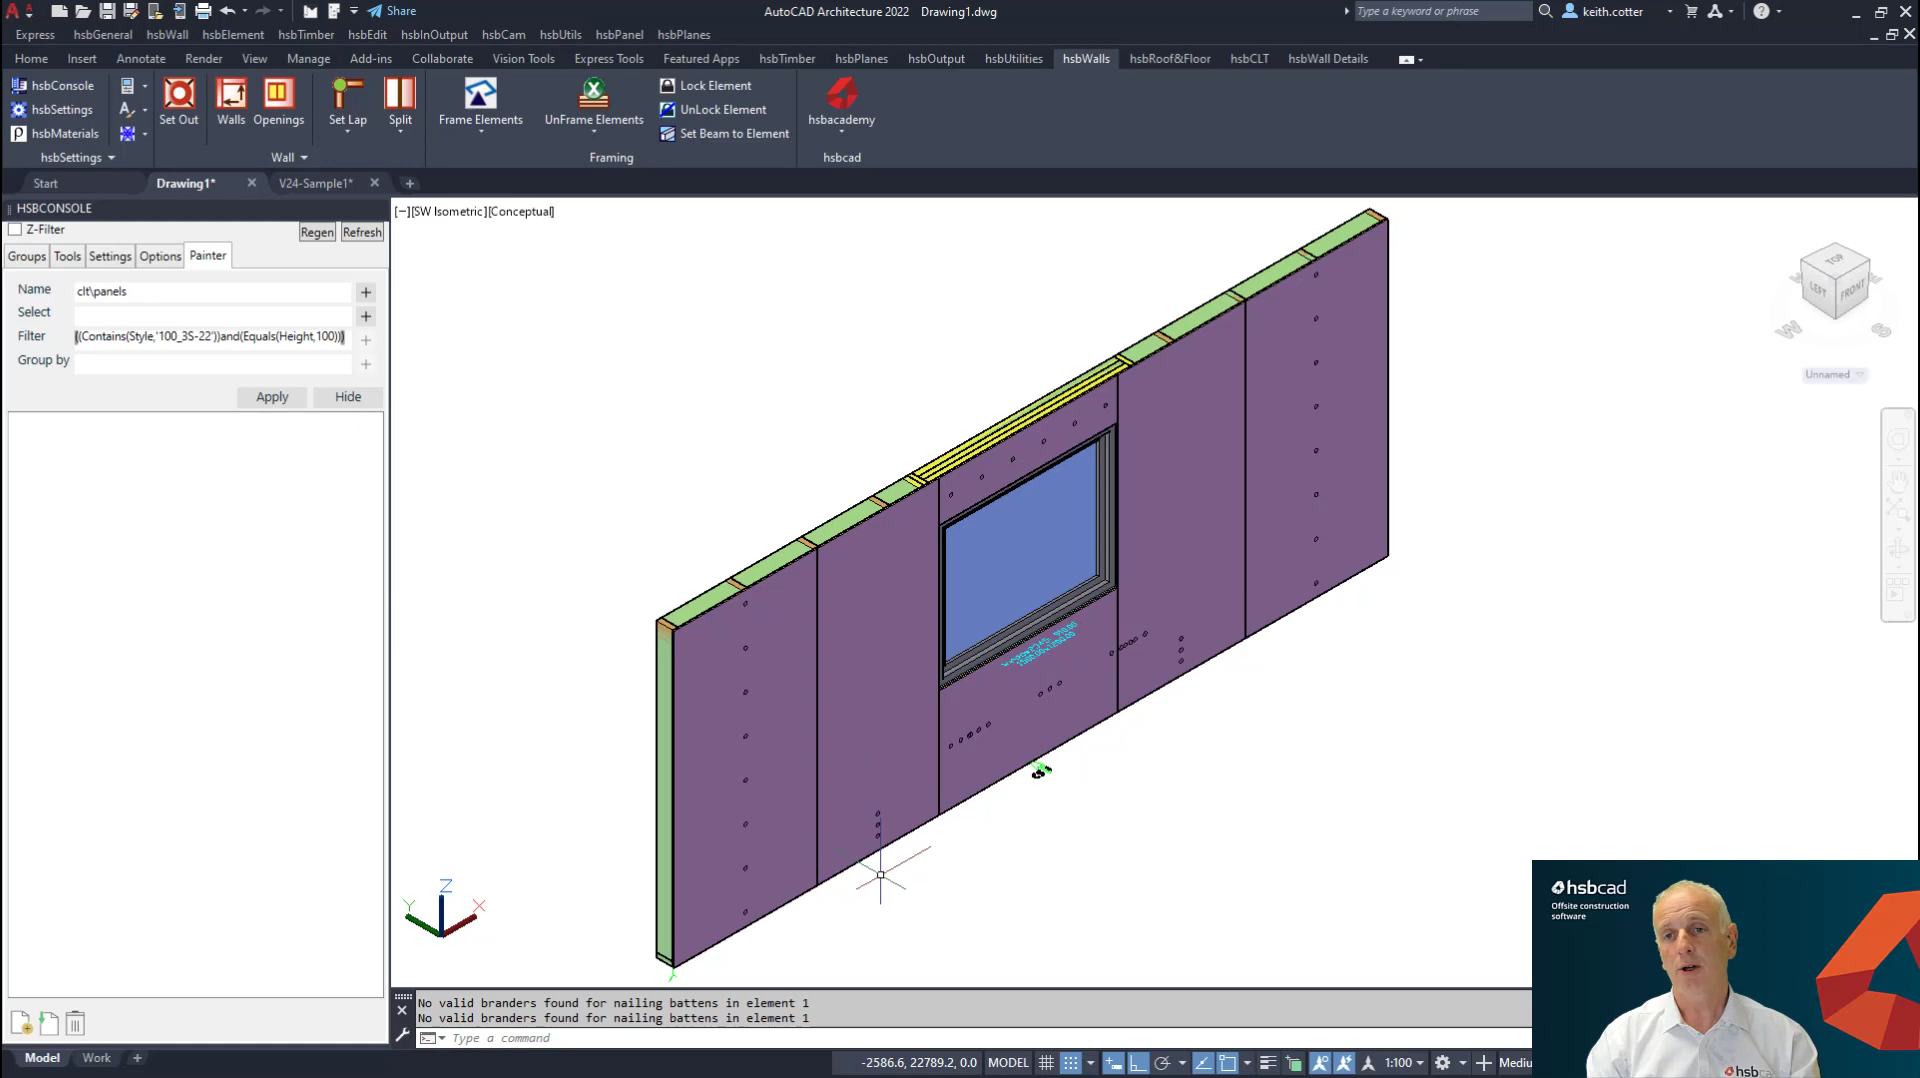 Share
AutoCAD Architecture 2022 Drawing1.dwg
Type a keyword or phrase
keith.cotter
Express hsbGeneral hsbWall hsbElement hsbTimber hsbEdit hsbInOutput hsbCam hsbUtils hsbPanel hsbPlanes
Home Insert Annotate Render View Manage Add-ins Collaborate Vision Tools Express Tools Featured Apps hsbTimber hsbPlanes hsbOutput hsbUtilities hsbWalls hsbRoof&Floor hsbCLT hsbWall Details
hsbConsole
hsbSettings
hsbMaterials
Set Out Walls Openings Set Lap Split Frame Elements UnFrame Elements
Lock Element
UnLock Element
Set Beam to Element
hsbacademy
hsbSettings Wall Framing hsbcad
Start Drawing1* V24-Sample1*
HSBCONSOLE
Z-Filter Regen Refresh
Groups Tools Settings Options Painter
Name clt\panels
Select
Filter ((Contains(Style,'100_3S-22'))and(Equals(Height,100)))
Group by
Apply Hide
[−][SW Isometric][Conceptual]
TOP
LEFT FRONT
W S
Unnamed
Z
Y X
No valid branders found for nailing battens in element 1
No valid branders found for nailing battens in element 1
Type a command
Model Work
-2586.6, 22789.2, 0.0 MODEL 1:100 Mediu
hsbcad
Offsite construction
software
hsb